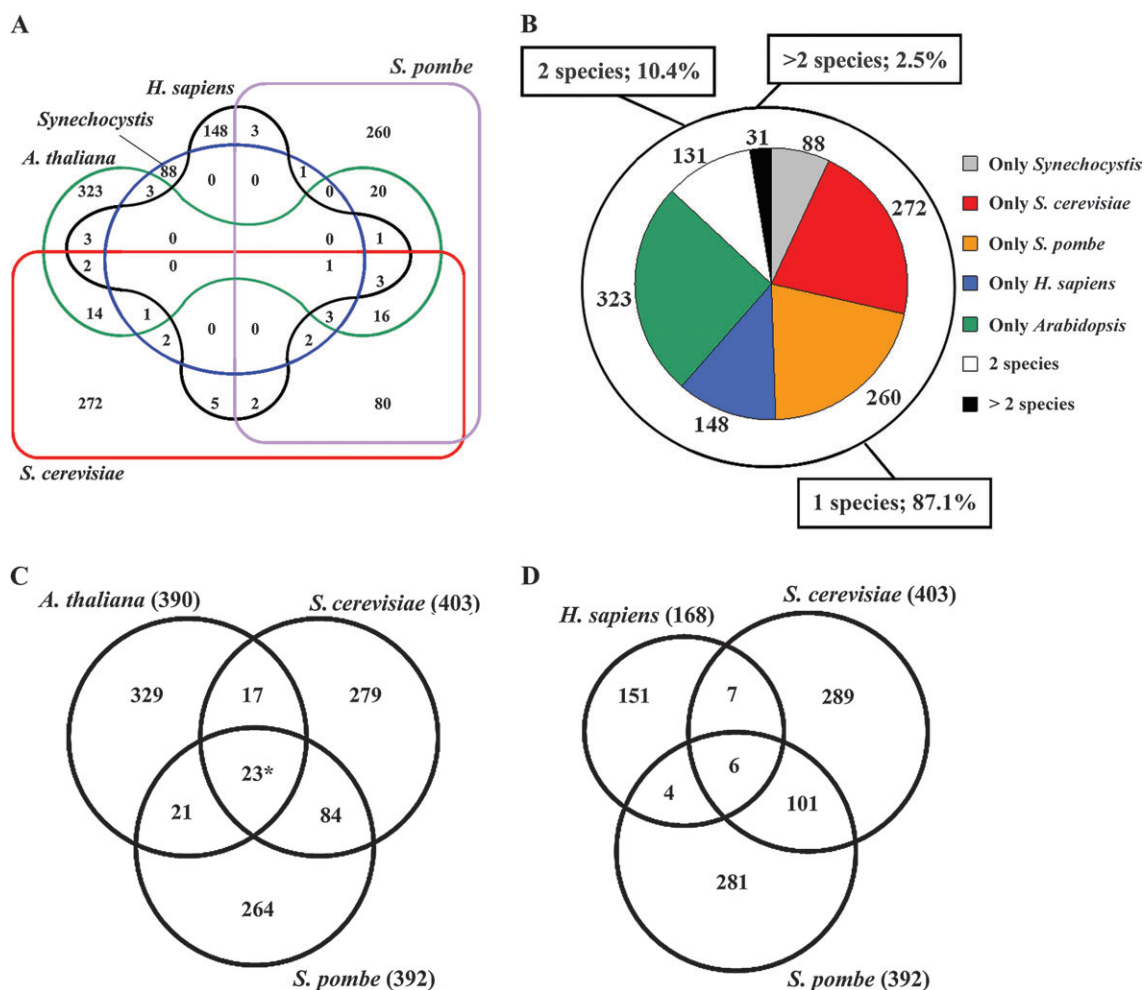 A
S. pombe
H. sapiens
Synechocystis
A. thaliana
148 3 260
88
323 3 0 0 1 0 20
3 0 0 1
2 0 1 3
14 1 0 0 3 16
2 2
272 5 2 80
S. cerevisiae
B
2 species; 10.4%
>2 species; 2.5%
31 88
131
272
323
260
148
1 species; 87.1%
Only Synechocystis
Only S. cerevisiae
Only S. pombe
Only H. sapiens
Only Arabidopsis
2 species
> 2 species
C
A. thaliana (390)
S. cerevisiae (403)
329 17 279
23*
21 84
264
S. pombe (392)
D
S. cerevisiae (403)
H. sapiens (168)
151 7 289
6
4 101
281
S. pombe (392)